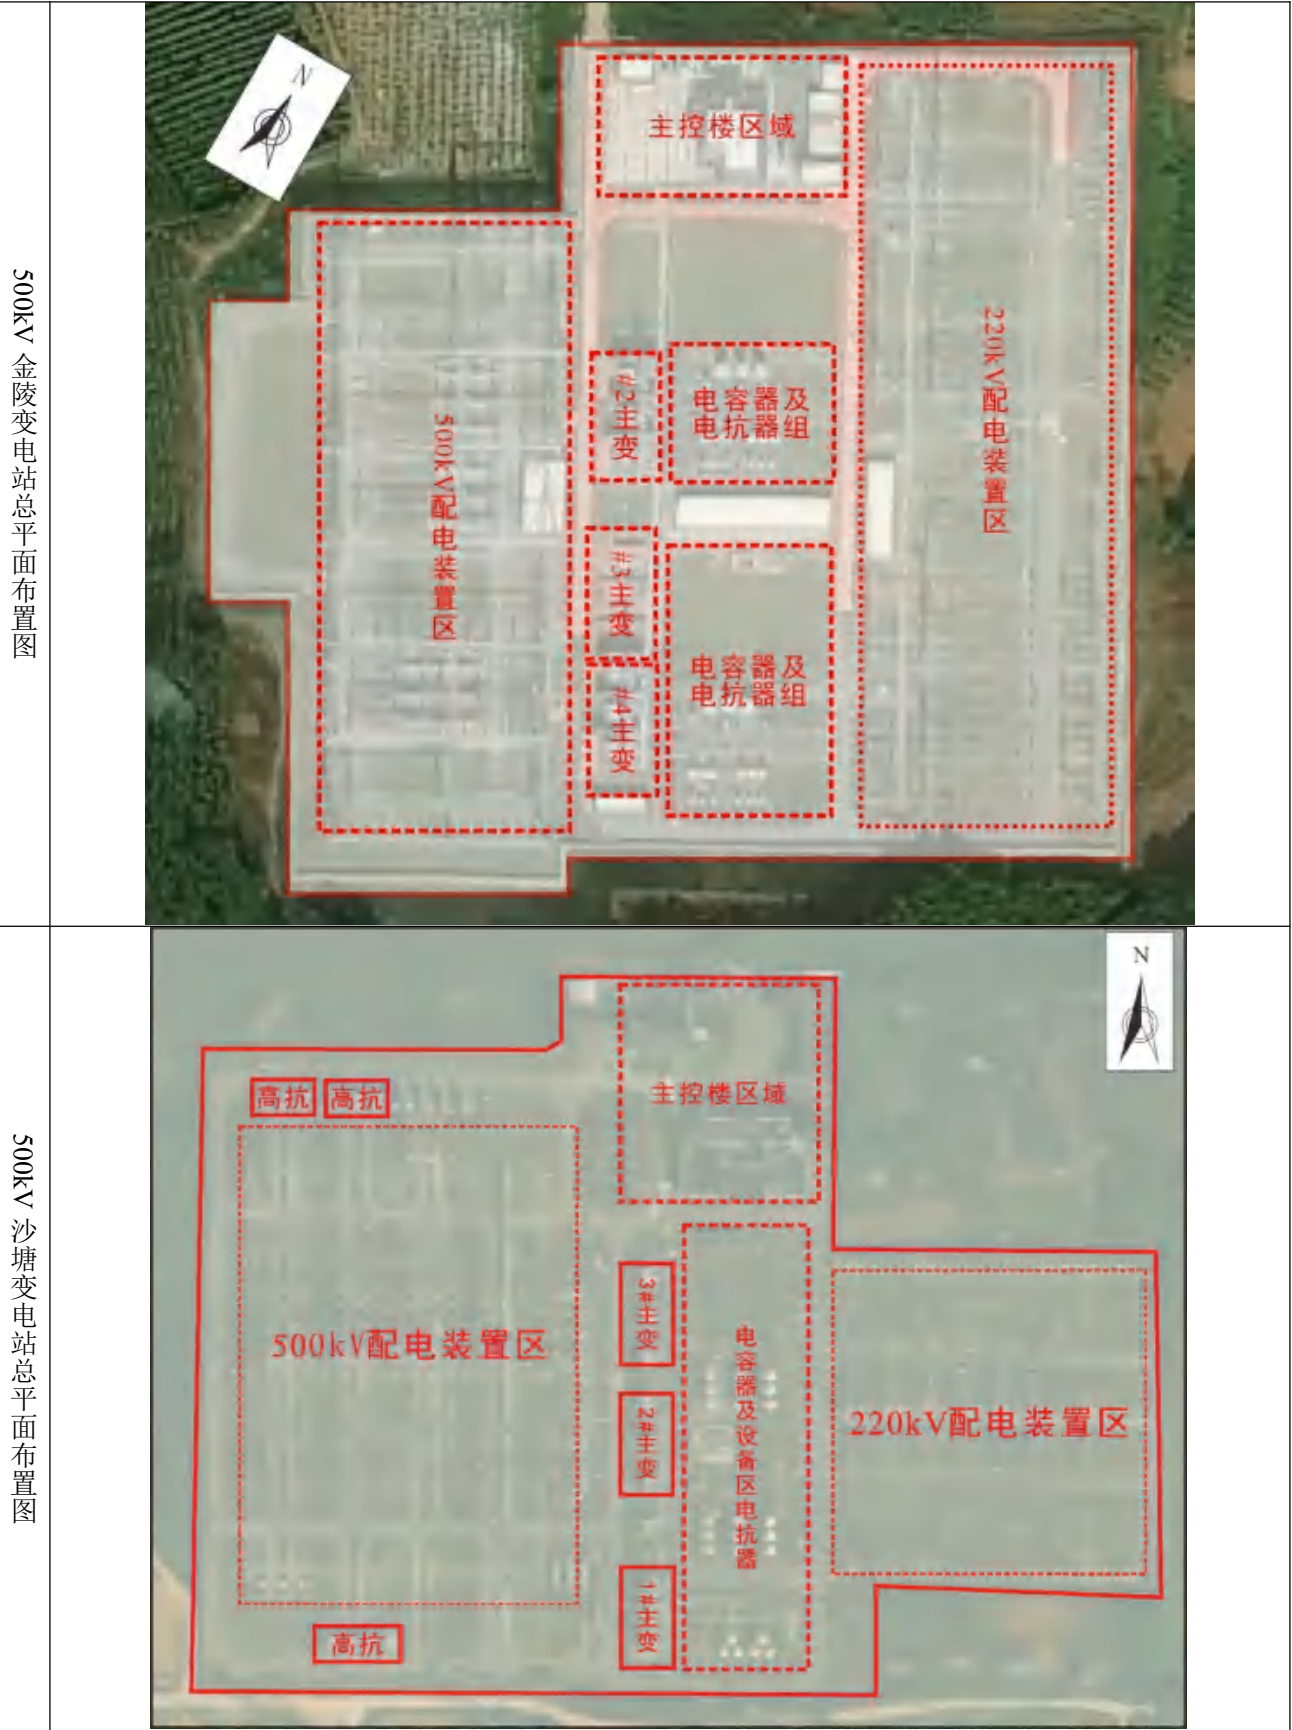 500kV 金陵变电站总平面布置图
N
主控楼区域
220kV配电装置区
500kV配电装置区
#2主变
电容器及
电抗器组
#3主变
#4主变
电容器及
电抗器组
500kV 沙塘变电站总平面布置图
N
高抗
高抗
主控楼区域
500kV配电装置区
3#主变
2#主变
1#主变
电容器及设备区电抗器
220kV配电装置区
高抗